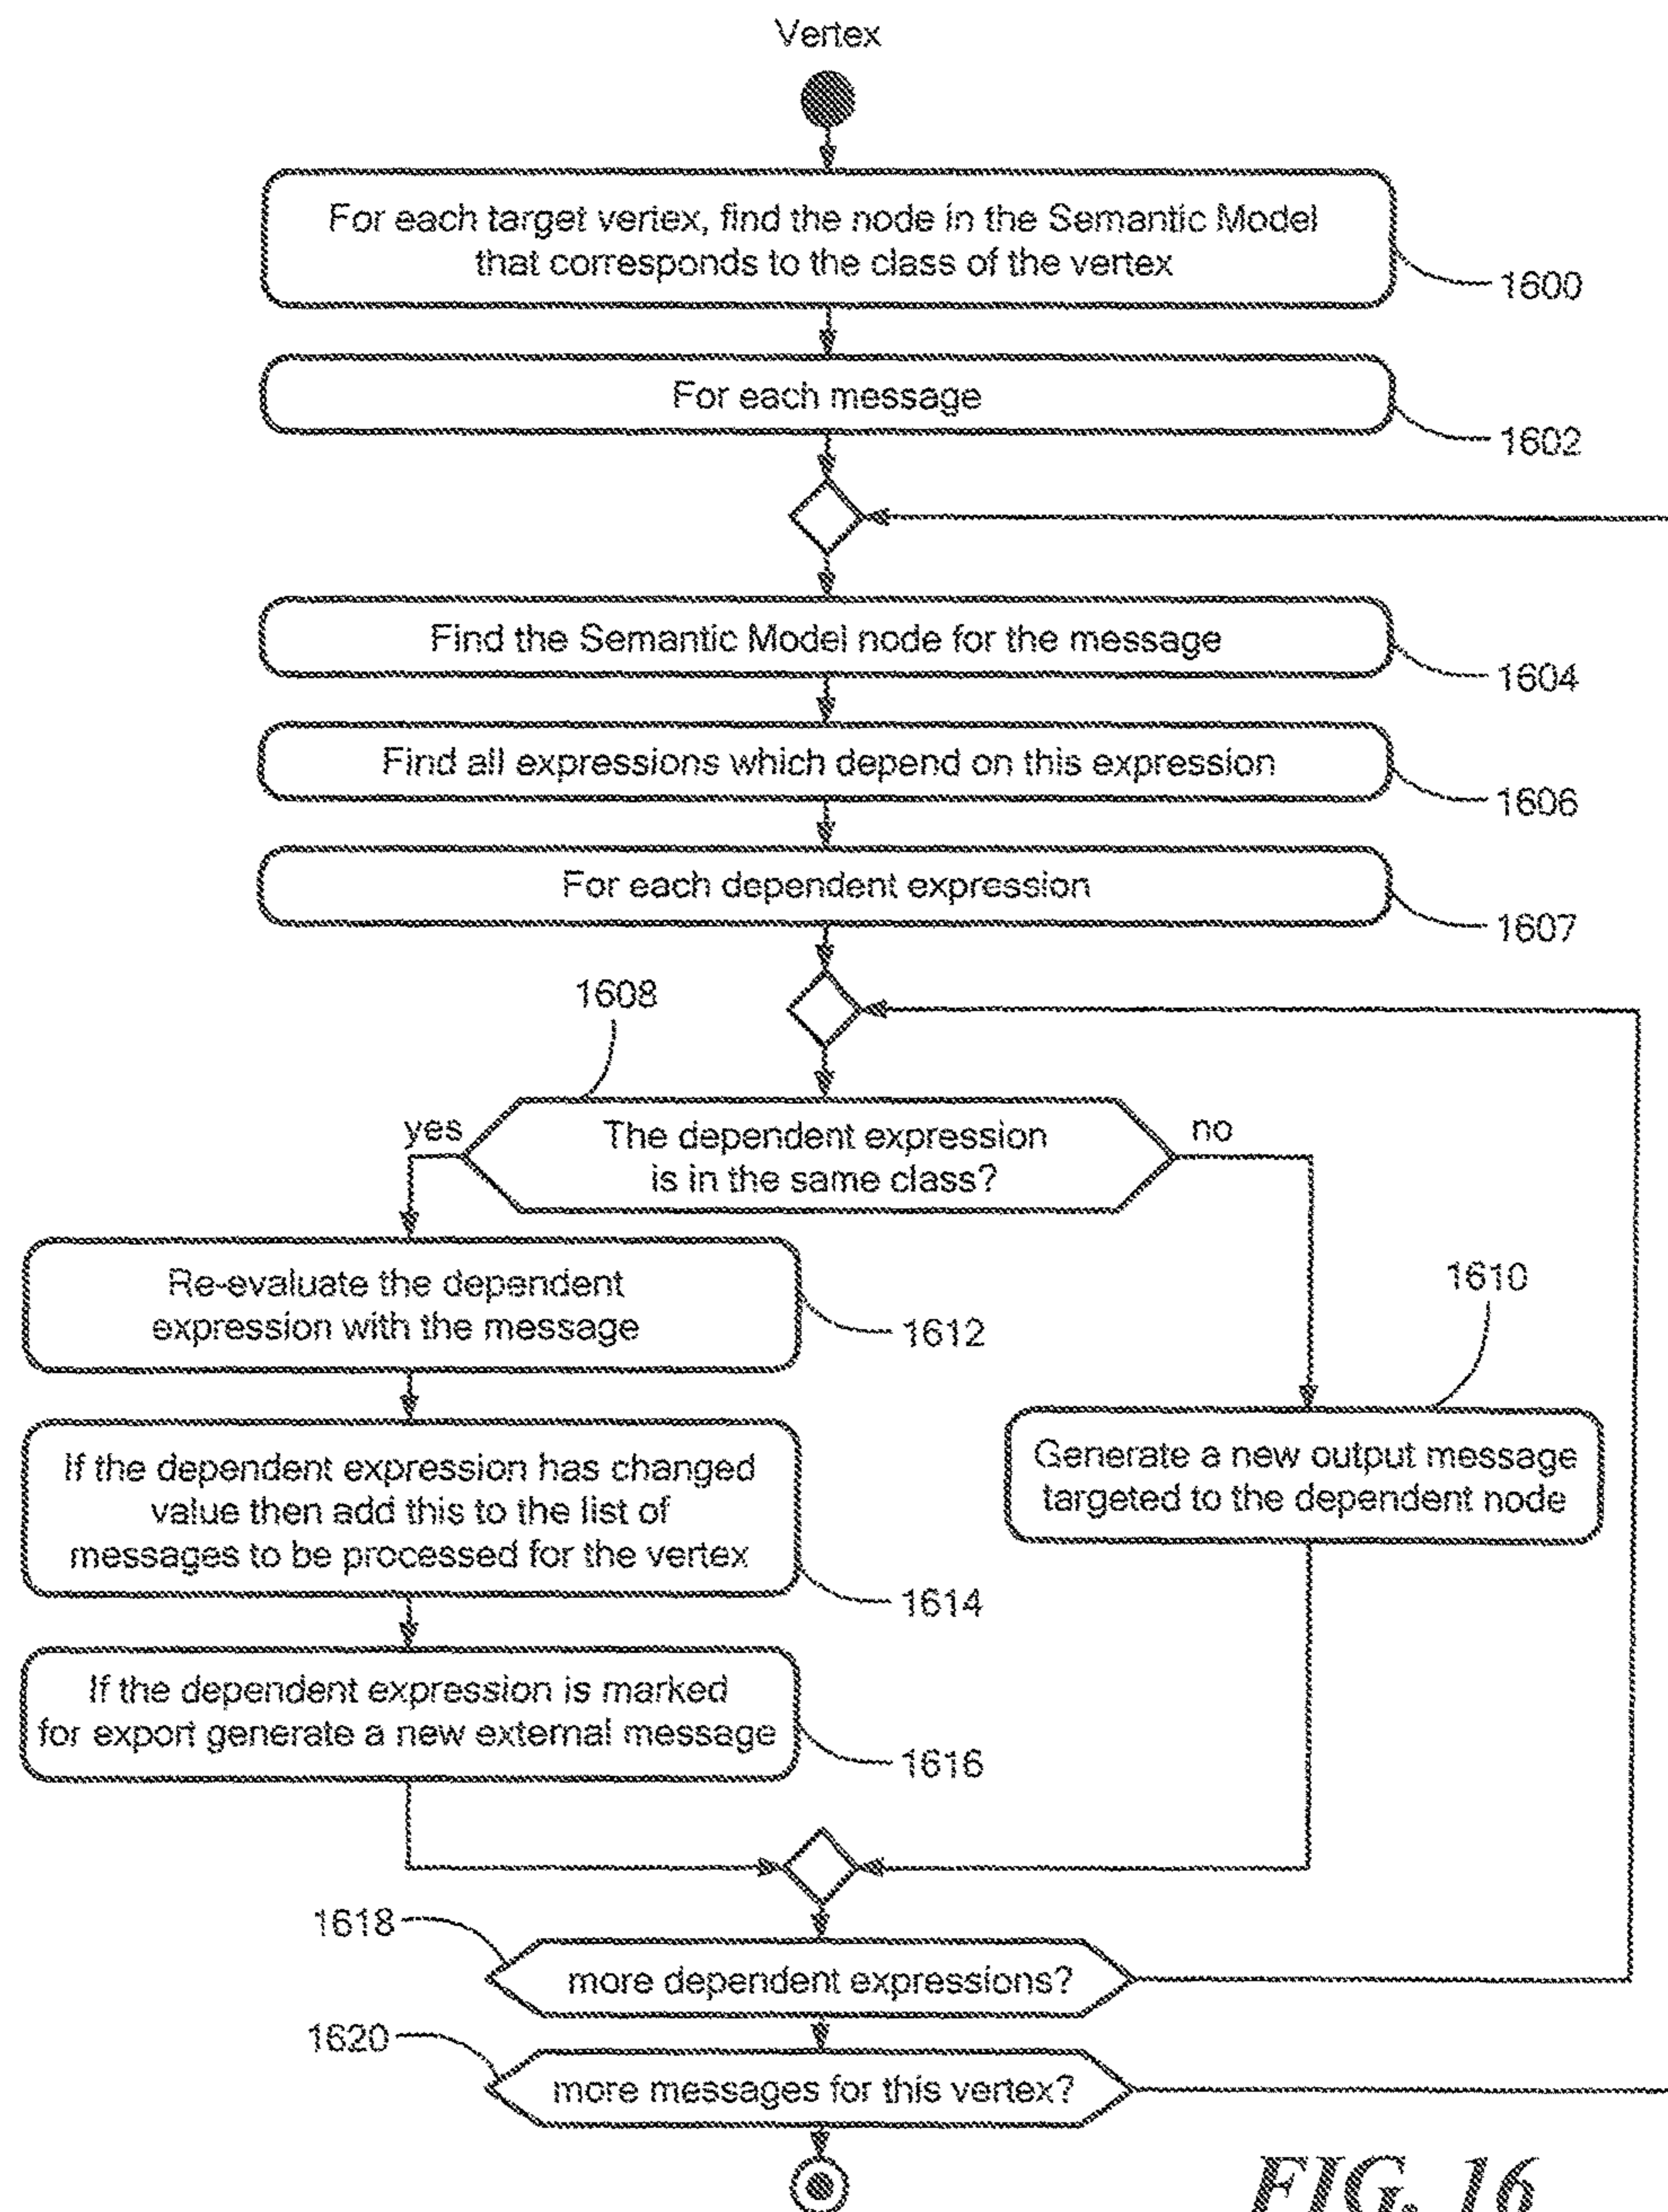 Vertex
For each target vertex, find the node in the Semantic Model
that corresponds to the class of the vertex
1600
For each message
1602
Find the Semantic Model node for the message
1604
Find all expressions which depend on this expression
1606
For each dependent expression
1607
1608
yes
The dependent expression
is in the same class?
no
Re-evaluate the dependent
expression with the message
1612
1610
Generate a new output message
targeted to the dependent node
If the dependent expression has changed
value then add this to the list of
messages to be processed for the vertex
1614
If the dependent expression is marked
for export generate a new external message
1616
1618
more dependent expressions?
1620
more messages for this vertex?
FIG. 16